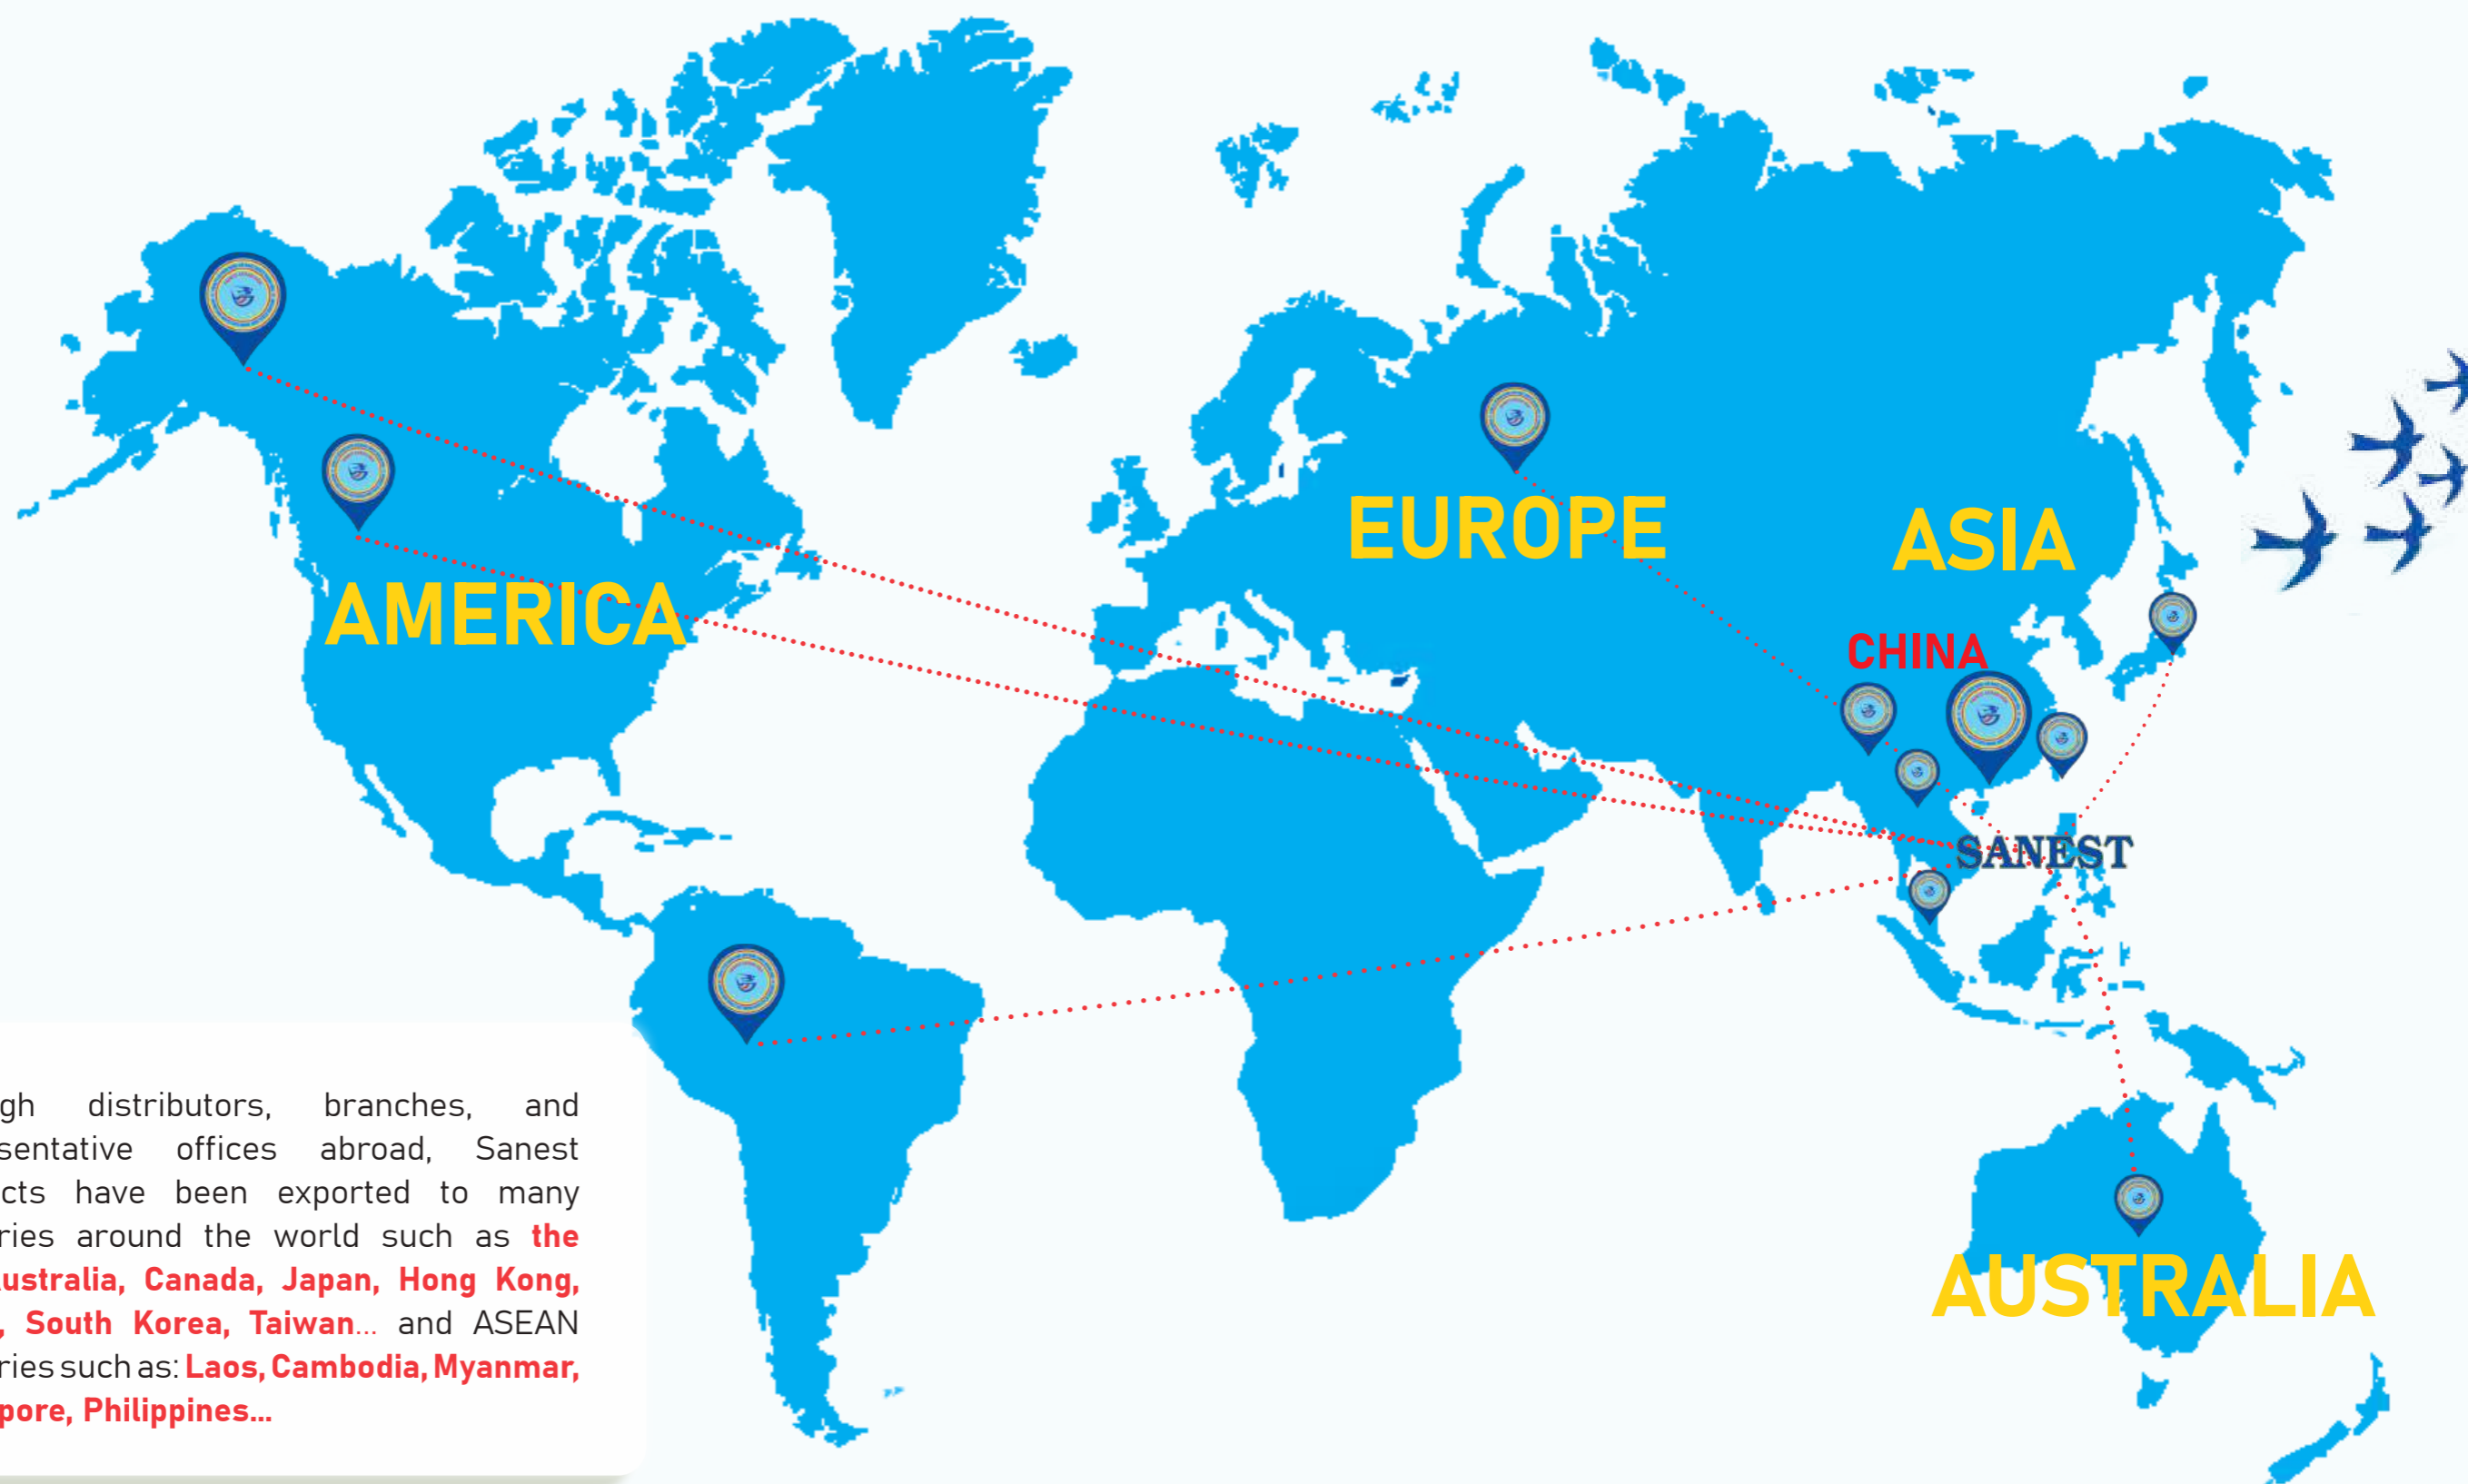 EUROPE
ASIA
AMERICA
CHINA
SANEST
AUSTRALIA
gh distributors, branches, and
sentative offices abroad, Sanest
cts have been exported to many
ries around the world such as the
ustralia, Canada, Japan, Hong Kong,
, South Korea, Taiwan... and ASEAN
ries such as: Laos, Cambodia, Myanmar,
pore, Philippines...